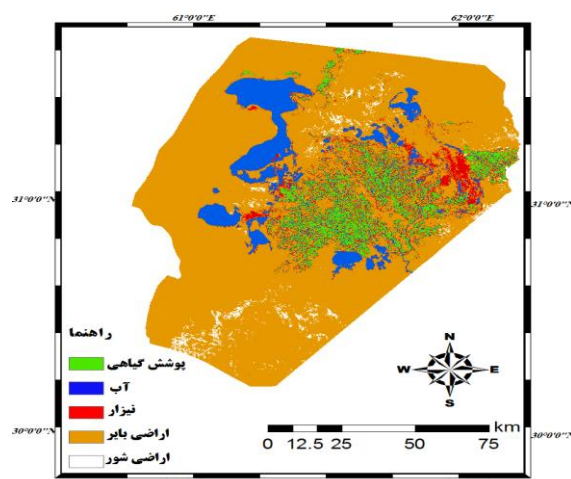 61°0'0"E
62°0'0"E
31°0'0"N
31°0'0"N
راهنما
پوشش گیاهی
آب
نیزار
اراضی بایر
اراضی شور
N
W
E
S
km
0 12.5 25 50 75
30°0'0"N
30°0'0"N